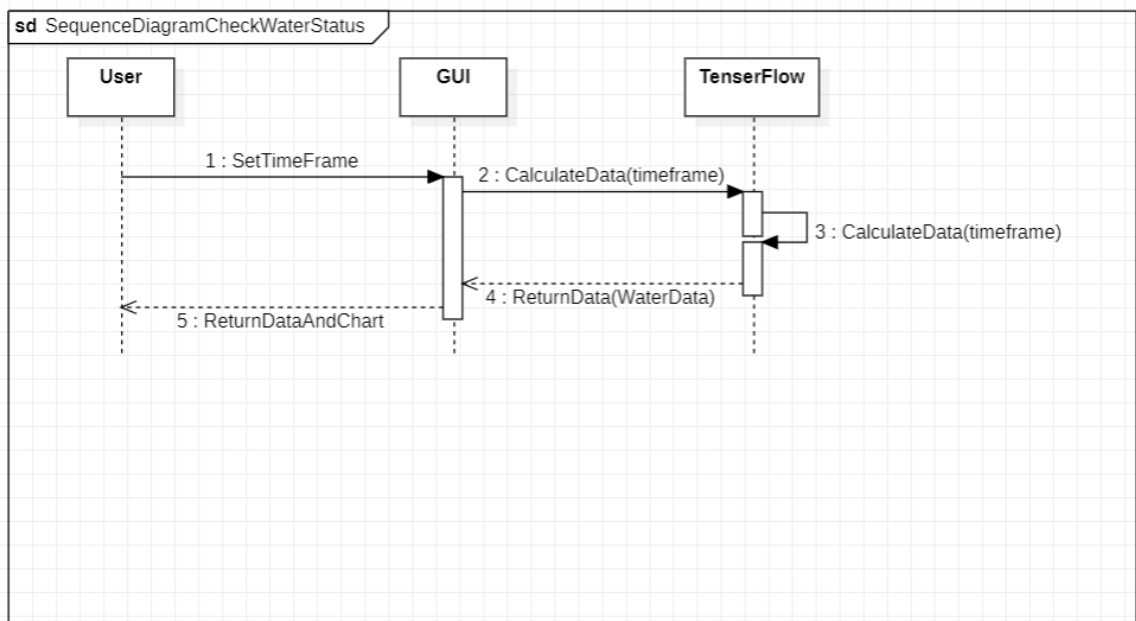 sd SequenceDiagramCheckWaterStatus
User
GUI
TenserFlow
1 : SetTimeFrame
2 : CalculateData(timeframe)
3 : CalculateData(timeframe)
4 : ReturnData(WaterData)
5 : ReturnDataAndChart